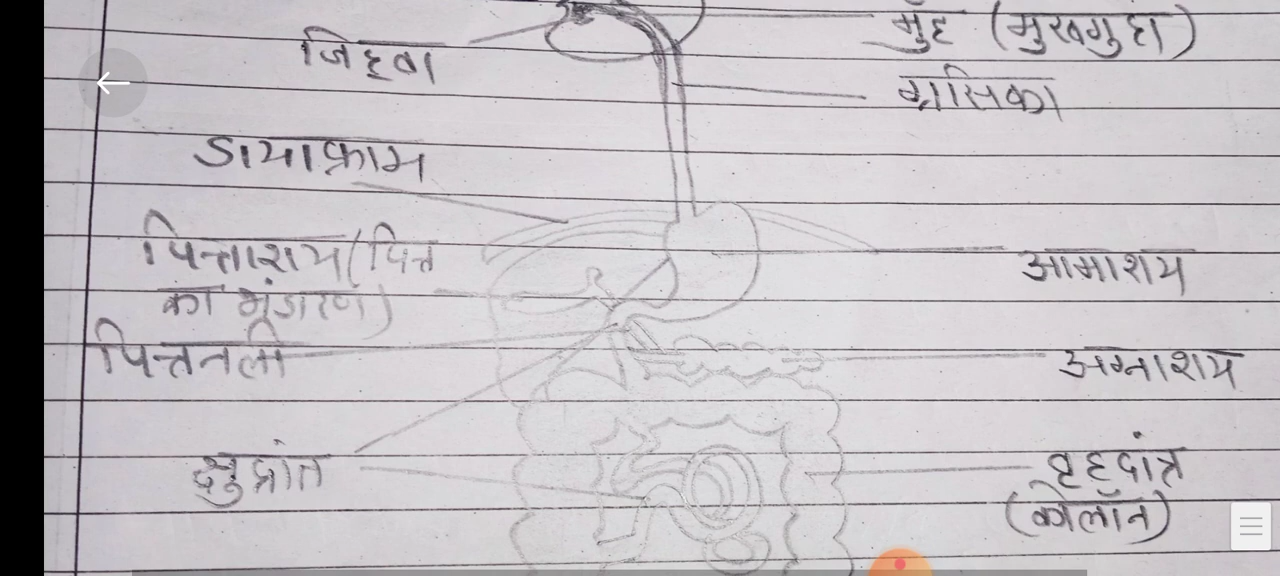 मुँह (मुखगुहा)
जिह्वा
ग्रसिका
डायाफ्राम
पित्ताशय (पित्त
का भंडारण)
आमाशय
पित्तनली
अग्नाशय
क्षुद्रांत
वृहदांत्र
(कोलॉन)